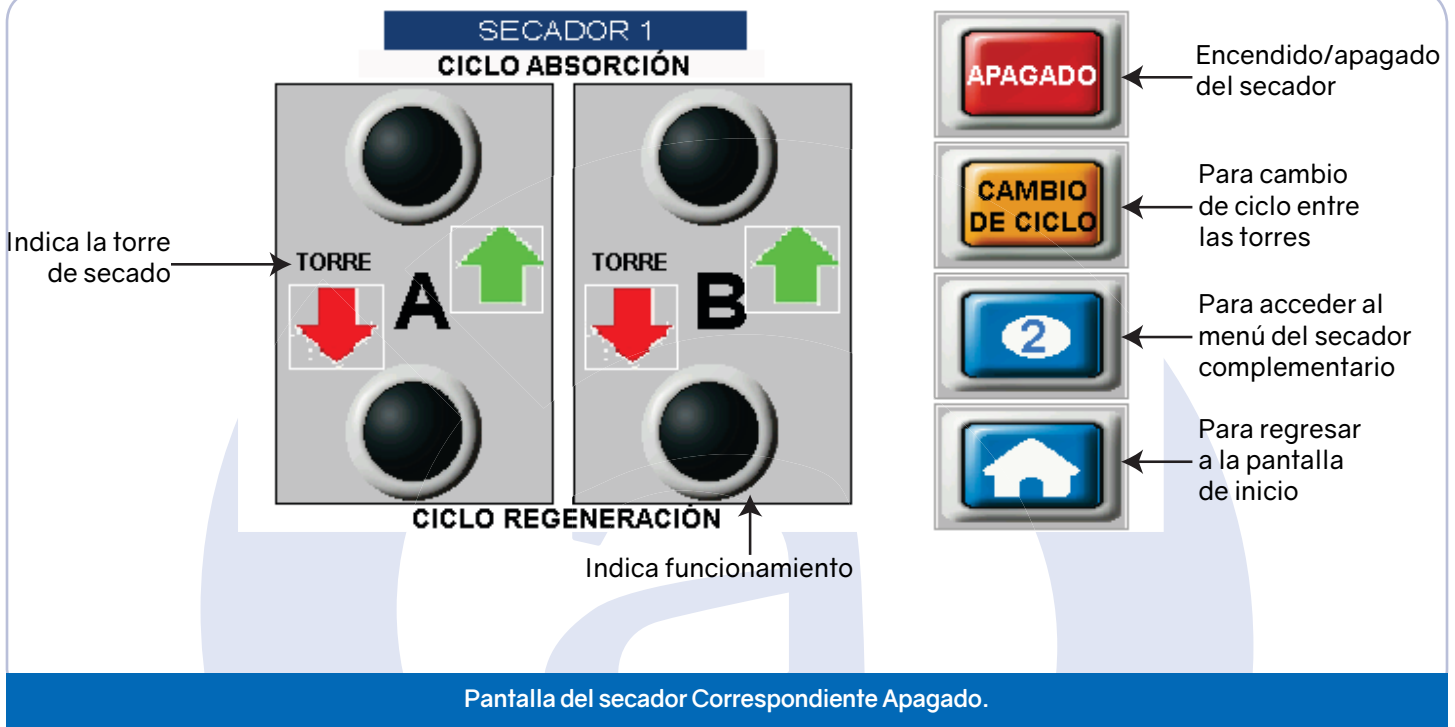 SECADOR 1
CICLO ABSORCIÓN
TORRE
A
TORRE
B
CICLO REGENERACIÓN
Indica la torre
de secado
Indica funcionamiento
APAGADO
Encendido/apagado
del secador
CAMBIO
DE CICLO
Para cambio
de ciclo entre
las torres
2
Para acceder al
menú del secador
complementario
Para regresar
a la pantalla
de inicio
Pantalla del secador Correspondiente Apagado.